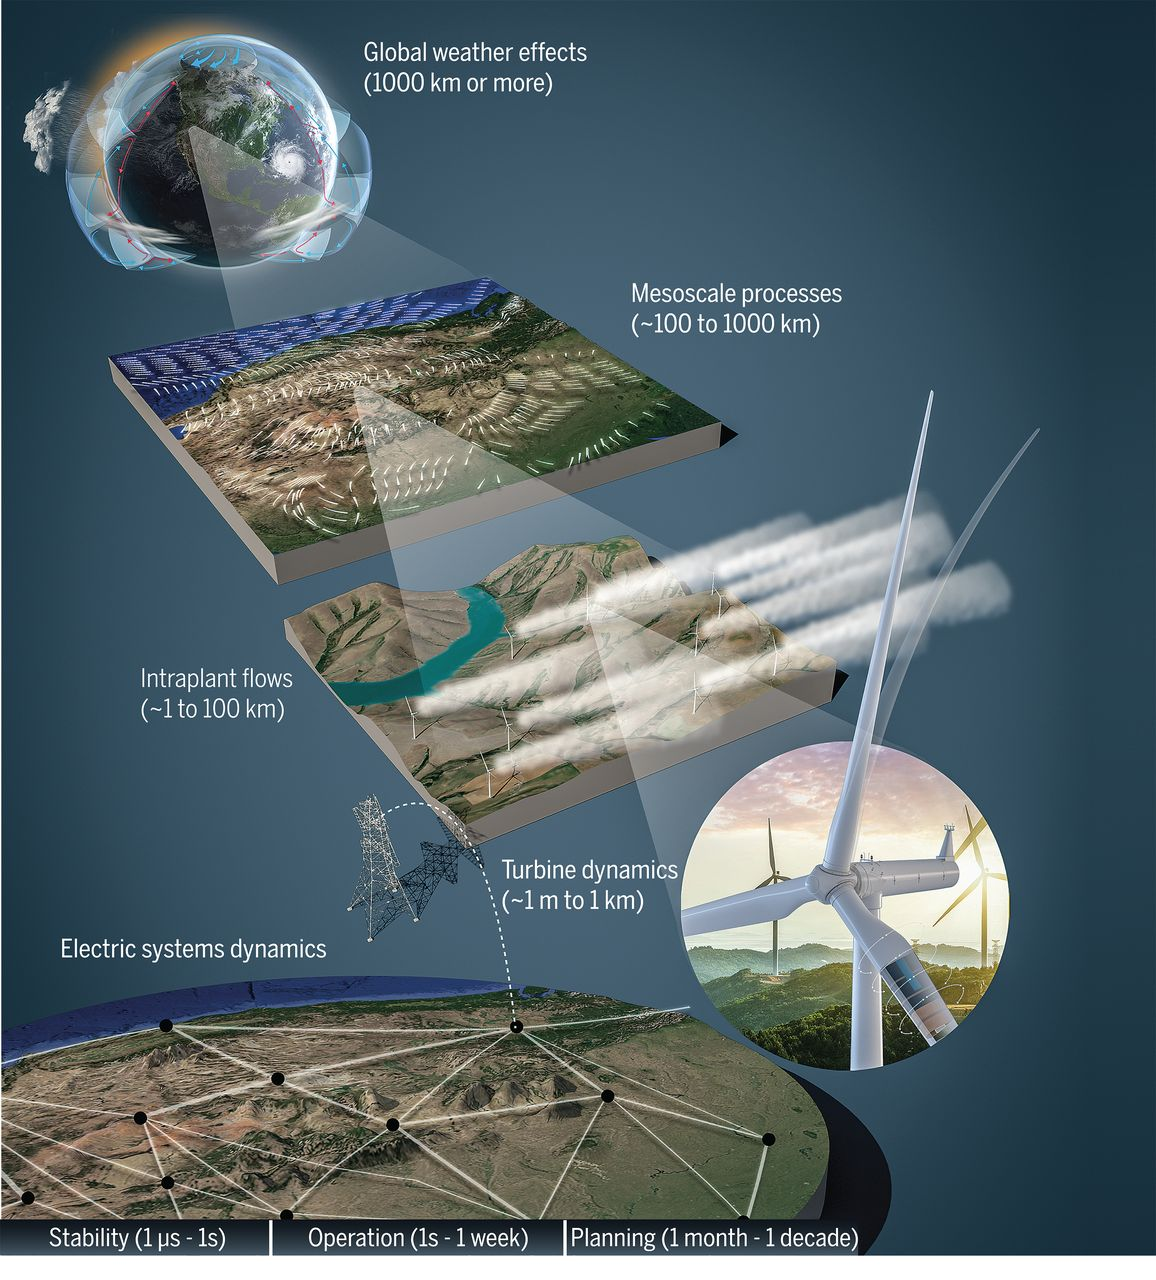 Global weather effects
(1000 km or more)
Mesoscale processes
(~100 to 1000 km)
Intraplant flows
(~1 to 100 km)
Turbine dynamics
(~1 m to 1 km)
Electric systems dynamics
Stability (1 µs - 1s)
Operation (1s - 1 week)
Planning (1 month - 1 decade)